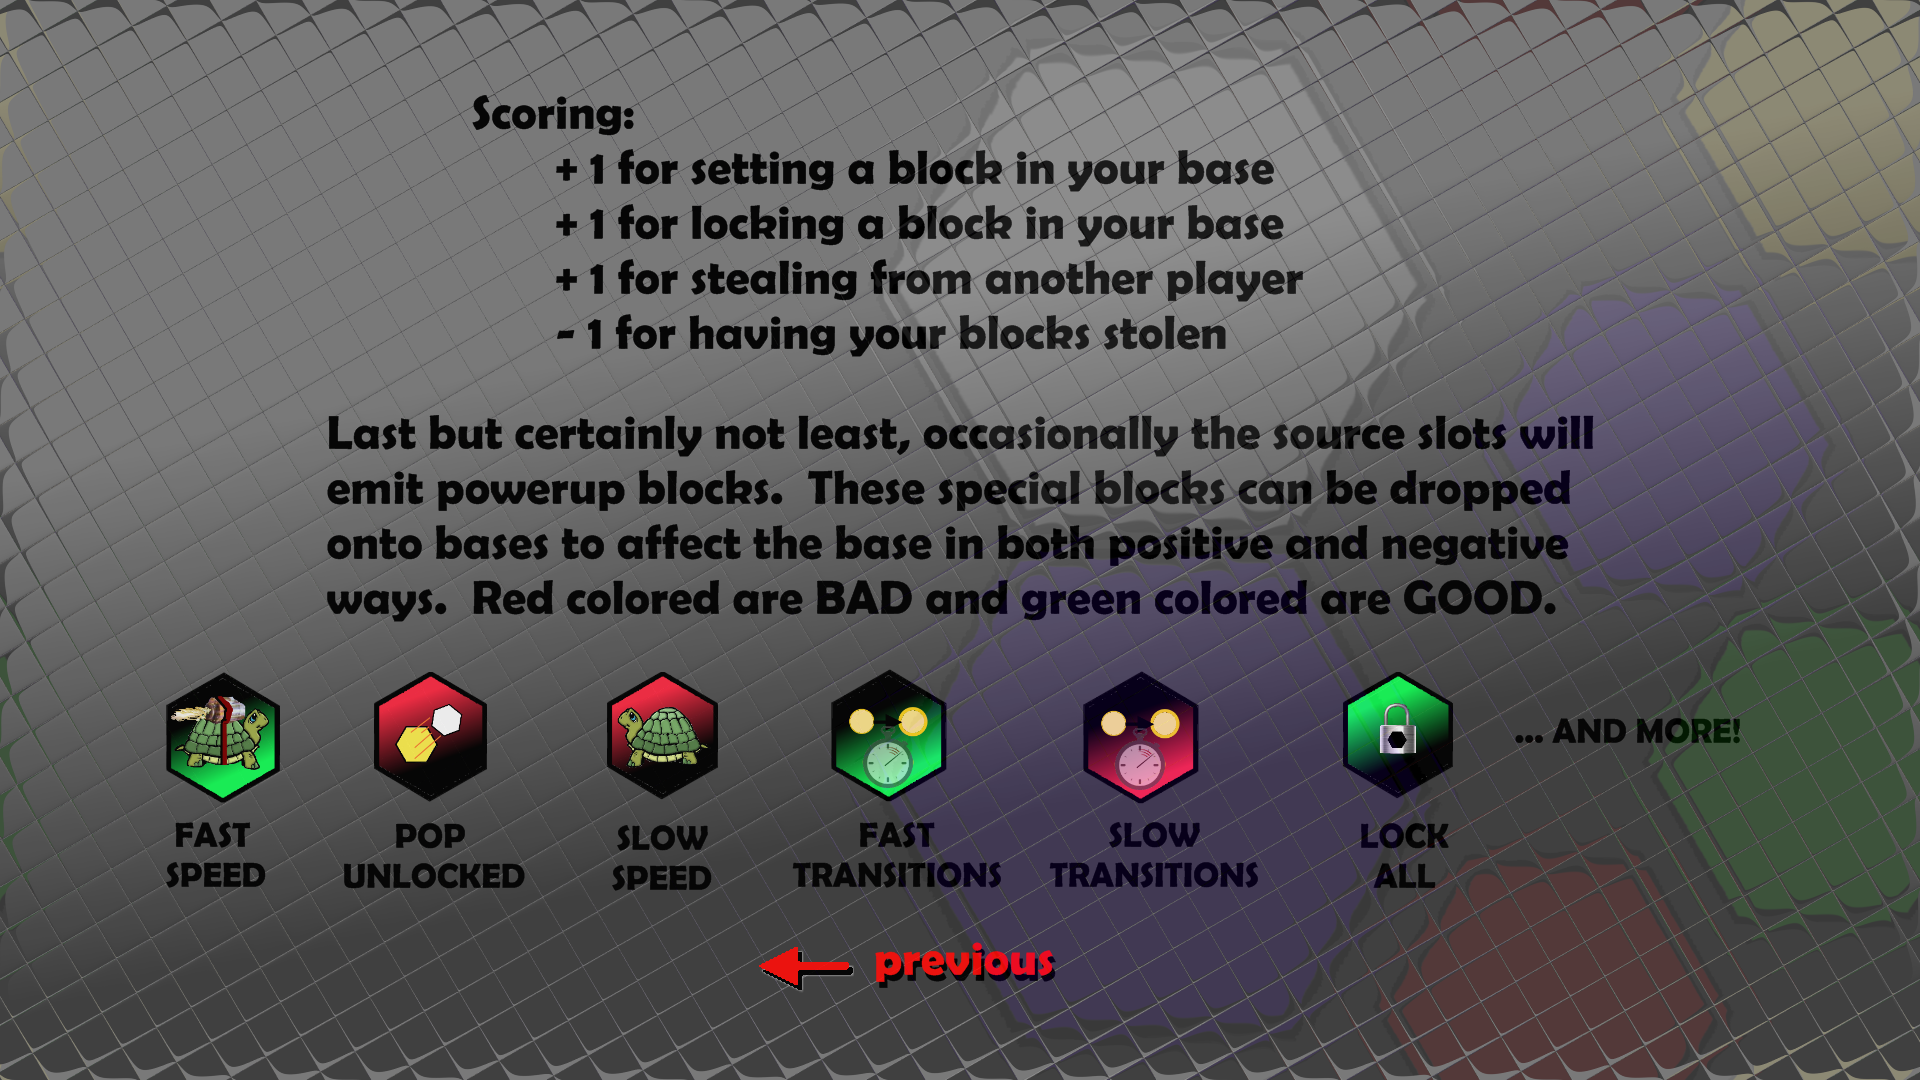 Scoring:
+ 1 for setting a block in your base
+ 1 for locking a block in your base
+ 1 for stealing from another player
- 1 for having your blocks stolen
Last but certainly not least, occasionally the source slots will
emit powerup blocks.  These special blocks can be dropped
onto bases to affect the base in both positive and negative
ways.  Red colored are BAD and green colored are GOOD.
FAST
SPEED
POP
UNLOCKED
SLOW
SPEED
FAST
TRANSITIONS
SLOW
TRANSITIONS
LOCK
ALL
... AND MORE!
previous